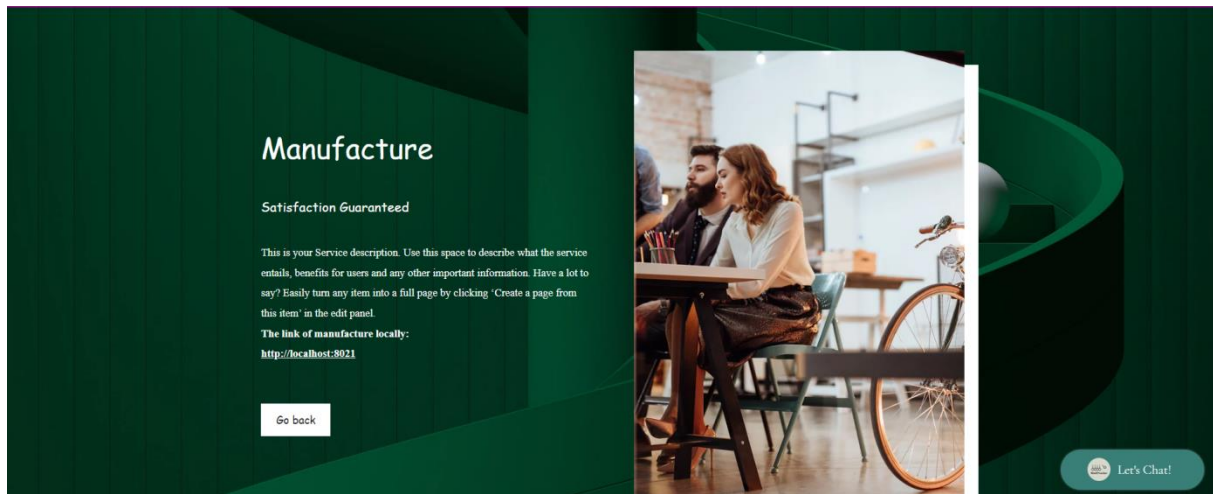 Manufacture
Satisfaction Guaranteed
This is your Service description. Use this space to describe what the service
entails, benefits for users and any other important information. Have a lot to
say? Easily turn any item into a full page by clicking ‘Create a page from
this item’ in the edit panel.
The link of manufacture locally:
http://localhost:8021
Go back
Let's Chat!